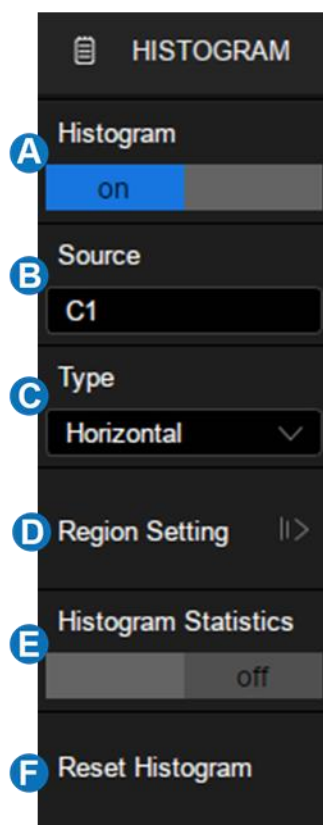 HISTOGRAM
A
Histogram
on
B
Source
C1
C
Type
Horizontal
D
Region Setting
E
Histogram Statistics
off
F
Reset Histogram